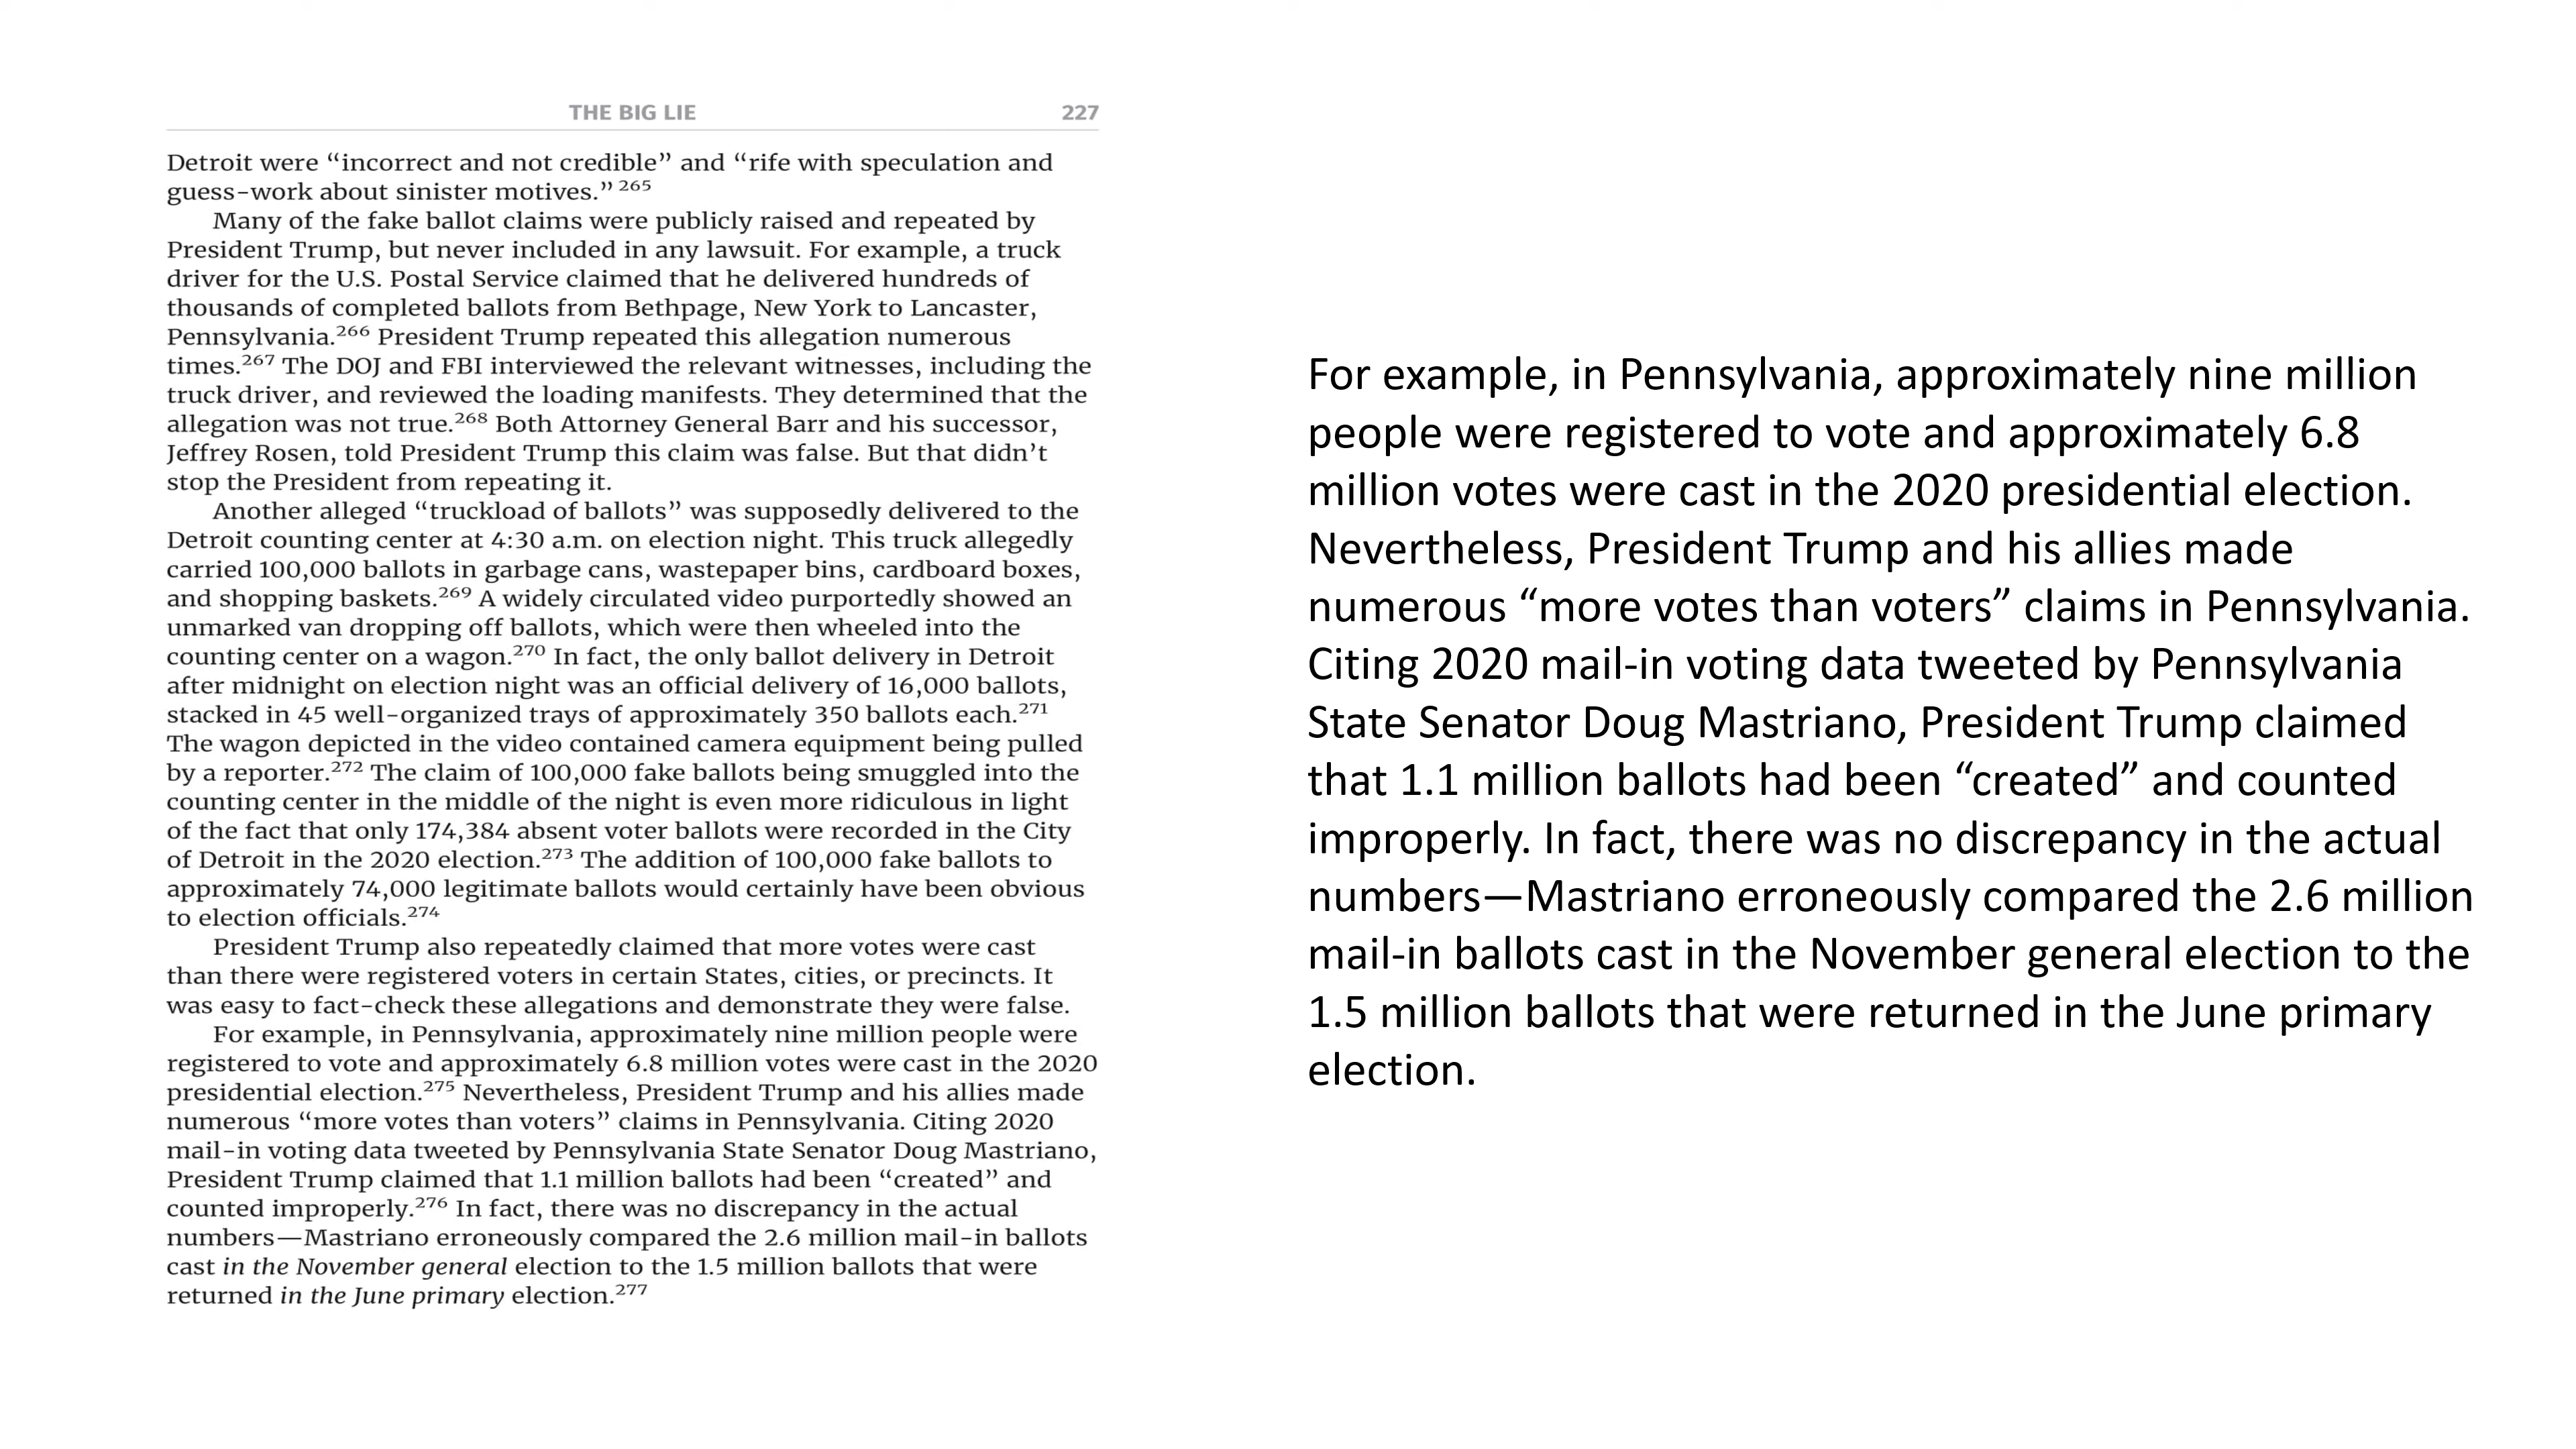 THE BIG LIE 227
Detroit were “incorrect and not credible” and “rife with speculation and
guess-work about sinister motives.” 265
Many of the fake ballot claims were publicly raised and repeated by
President Trump, but never included in any lawsuit. For example, a truck
driver for the U.S. Postal Service claimed that he delivered hundreds of
thousands of completed ballots from Bethpage, New York to Lancaster,
Pennsylvania.266 President Trump repeated this allegation numerous
times.267 The DOJ and FBI interviewed the relevant witnesses, including the
truck driver, and reviewed the loading manifests. They determined that the
allegation was not true.268 Both Attorney General Barr and his successor,
Jeffrey Rosen, told President Trump this claim was false. But that didn’t
stop the President from repeating it.
Another alleged “truckload of ballots” was supposedly delivered to the
Detroit counting center at 4:30 a.m. on election night. This truck allegedly
carried 100,000 ballots in garbage cans, wastepaper bins, cardboard boxes,
and shopping baskets.269 A widely circulated video purportedly showed an
unmarked van dropping off ballots, which were then wheeled into the
counting center on a wagon.270 In fact, the only ballot delivery in Detroit
after midnight on election night was an official delivery of 16,000 ballots,
stacked in 45 well-organized trays of approximately 350 ballots each.271
The wagon depicted in the video contained camera equipment being pulled
by a reporter.272 The claim of 100,000 fake ballots being smuggled into the
counting center in the middle of the night is even more ridiculous in light
of the fact that only 174,384 absent voter ballots were recorded in the City
of Detroit in the 2020 election.273 The addition of 100,000 fake ballots to
approximately 74,000 legitimate ballots would certainly have been obvious
to election officials.274
President Trump also repeatedly claimed that more votes were cast
than there were registered voters in certain States, cities, or precincts. It
was easy to fact-check these allegations and demonstrate they were false.
For example, in Pennsylvania, approximately nine million people were
registered to vote and approximately 6.8 million votes were cast in the 2020
presidential election.275 Nevertheless, President Trump and his allies made
numerous “more votes than voters” claims in Pennsylvania. Citing 2020
mail-in voting data tweeted by Pennsylvania State Senator Doug Mastriano,
President Trump claimed that 1.1 million ballots had been “created” and
counted improperly.276 In fact, there was no discrepancy in the actual
numbers—Mastriano erroneously compared the 2.6 million mail-in ballots
cast in the November general election to the 1.5 million ballots that were
returned in the June primary election.277
For example, in Pennsylvania, approximately nine million
people were registered to vote and approximately 6.8
million votes were cast in the 2020 presidential election.
Nevertheless, President Trump and his allies made
numerous “more votes than voters” claims in Pennsylvania.
Citing 2020 mail-in voting data tweeted by Pennsylvania
State Senator Doug Mastriano, President Trump claimed
that 1.1 million ballots had been “created” and counted
improperly. In fact, there was no discrepancy in the actual
numbers—Mastriano erroneously compared the 2.6 million
mail-in ballots cast in the November general election to the
1.5 million ballots that were returned in the June primary
election.